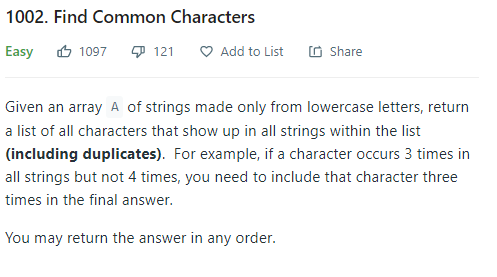 1002. Find Common Characters
Easy 1097 121 Add to List Share
Given an array A of strings made only from lowercase letters, return
a list of all characters that show up in all strings within the list
(including duplicates). For example, if a character occurs 3 times in
all strings but not 4 times, you need to include that character three
times in the final answer.
You may return the answer in any order.